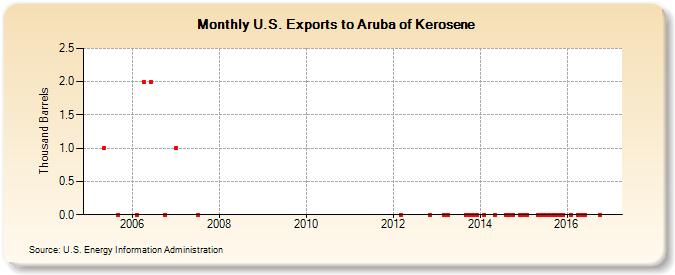 Monthly U.S. Exports to Aruba of Kerosene
Thousand Barrels
2.5
2.0
1.5
1.0
0.5
0.0
2006 2008 2010 2012 2014 2016
Source: U.S. Energy Information Administration